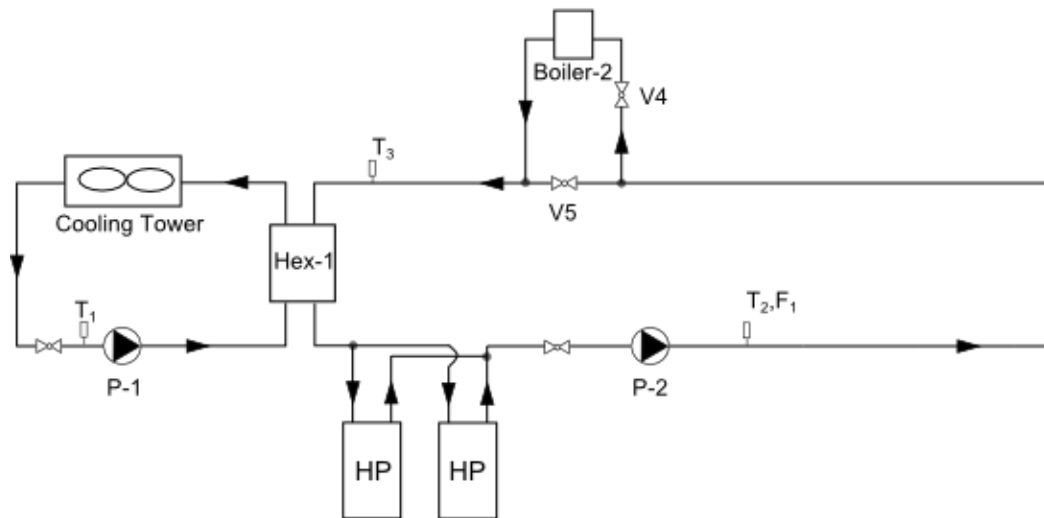 Boiler-2
V4
T3
V5
Cooling Tower
Hex-1
T1
P-1
T2,F1
P-2
HP
HP